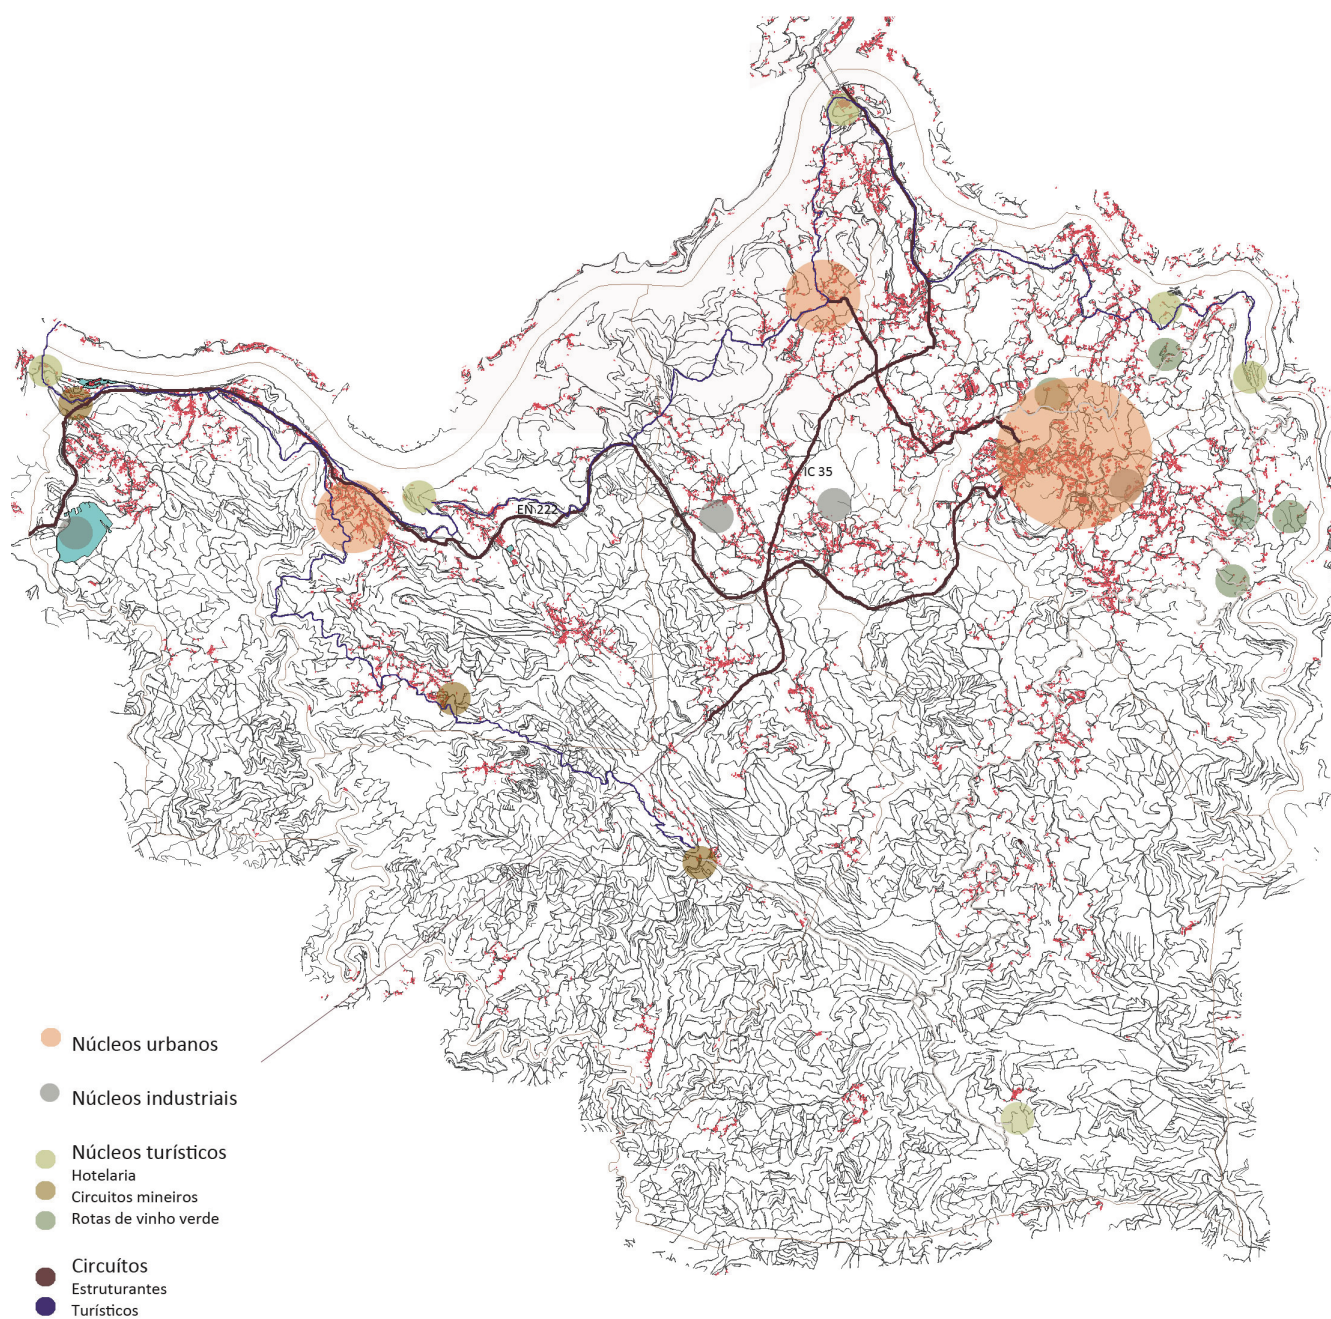 IC 35
EN 222
Núcleos urbanos
Núcleos industriais
Núcleos turísticos
Hotelaria
Circuitos mineiros
Rotas de vinho verde
Circuítos
Estruturantes
Turísticos